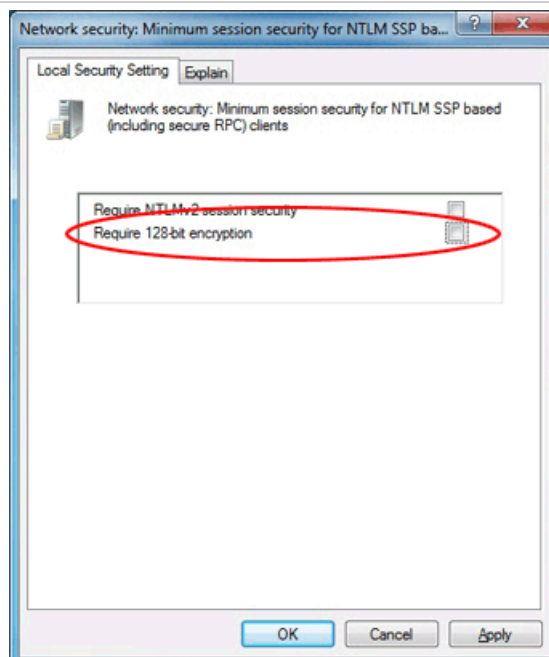 Network security: Minimum session security for NTLM SSP ba...
Local Security Setting
Explain
Network security: Minimum session security for NTLM SSP based
(including secure RPC) clients
Require NTLMv2 session security
Require 128-bit encryption
OK
Cancel
Apply